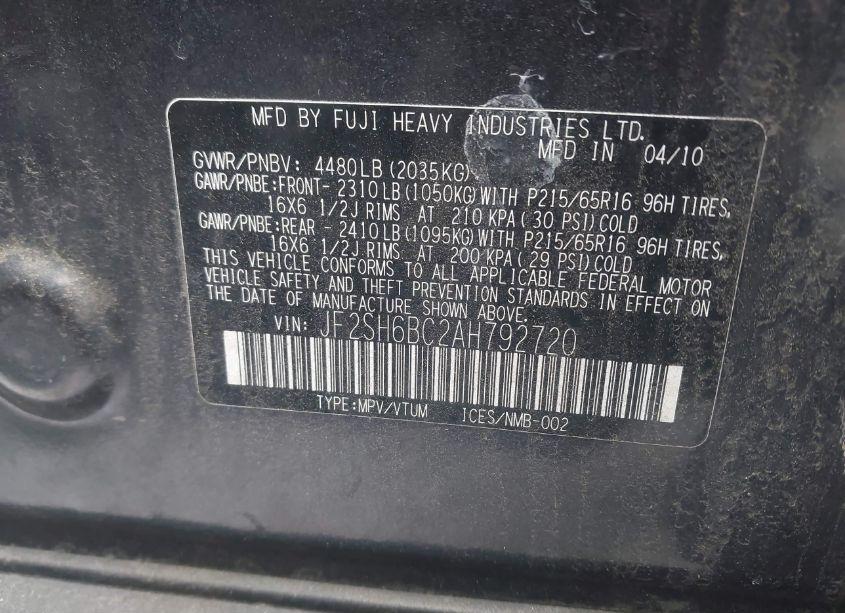 MFD BY FUJI HEAVY INDUSTRIES LTD.
MFD IN 04/10
GVWR/PNBV: 4480LB(2035KG)
GAWR/PNBE:FRONT- 2310LB(1050KG)WITH P215/65R16 96H TIRES,
16X6 1/2J RIMS AT 210 KPA(30 PSI)COLD
GAWR/PNBE:REAR - 2410LB(1095KG)WITH P215/65R16 96H TIRES,
16X6 1/2J RIMS AT 200 KPA(29 PSI)COLD
THIS VEHICLE CONFORMS TO ALL APPLICABLE FEDERAL MOTOR
VEHICLE SAFETY AND THEFT PREVENTION STANDARDS IN EFFECT ON
THE DATE OF MANUFACTURE SHOWN ABOVE.
VIN: JF2SH6BC2AH792720
TYPE:MPV/VTUM ICES/NMB-002